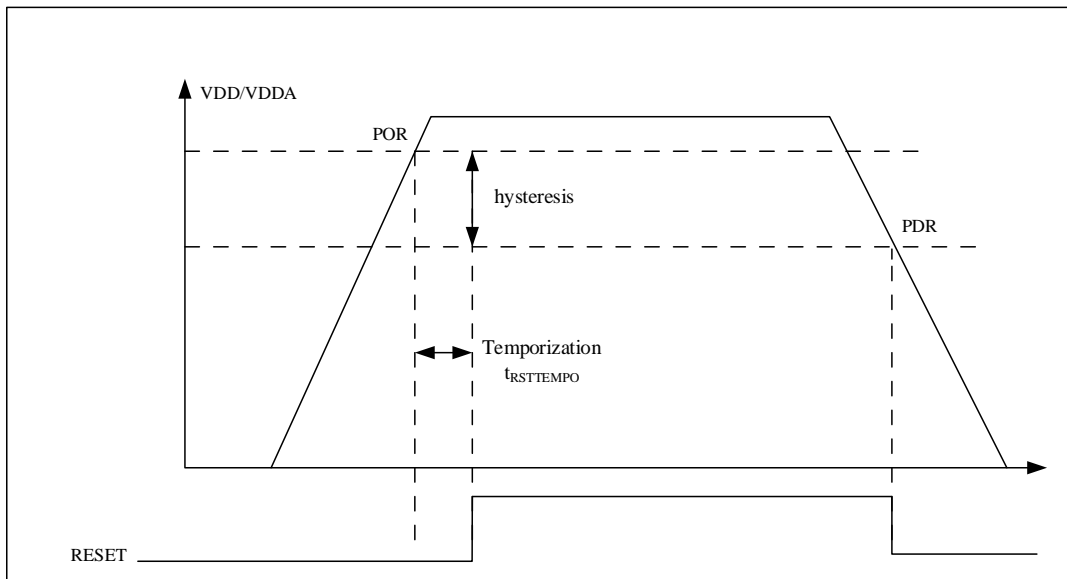 VDD/VDDA
POR
hysteresis
PDR
Temporization
tRSTTEMPO
RESET